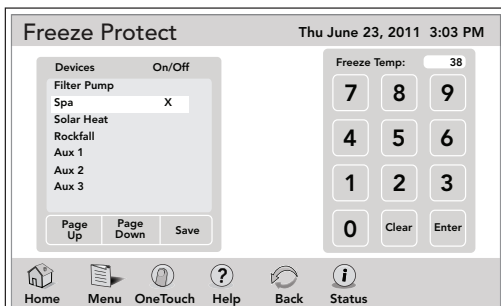 Freeze Protect Thu June 23, 2011 3:03 PM
Devices On/Off
Filter Pump
Spa X
Solar Heat
Rockfall
Aux 1
Aux 2
Aux 3
Page Up Page Down Save
Freeze Temp: 38
7 8 9
4 5 6
1 2 3
0 Clear Enter
Home Menu OneTouch ? Help Back i Status